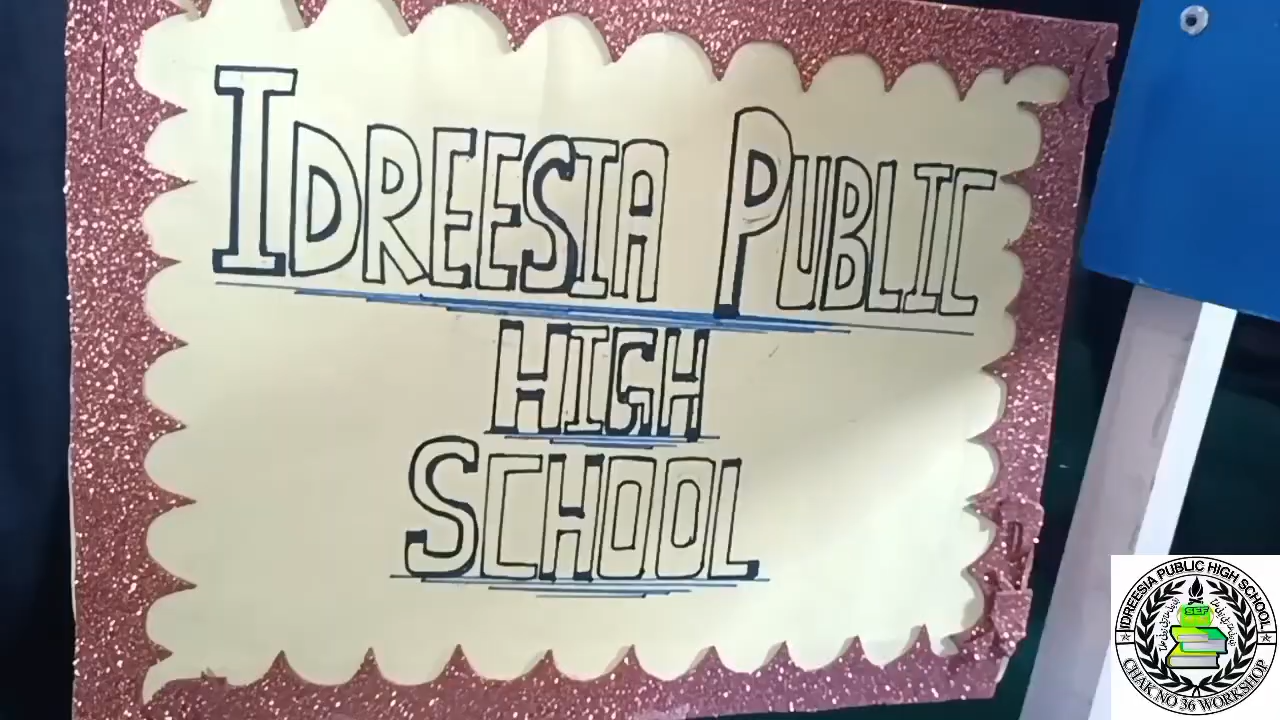 IDREESIA PUBLIC
HIGH
SCHOOL
IDREESIA PUBLIC HIGH SCHOOL
SEF
CHAK NO 36 WORKSHOP